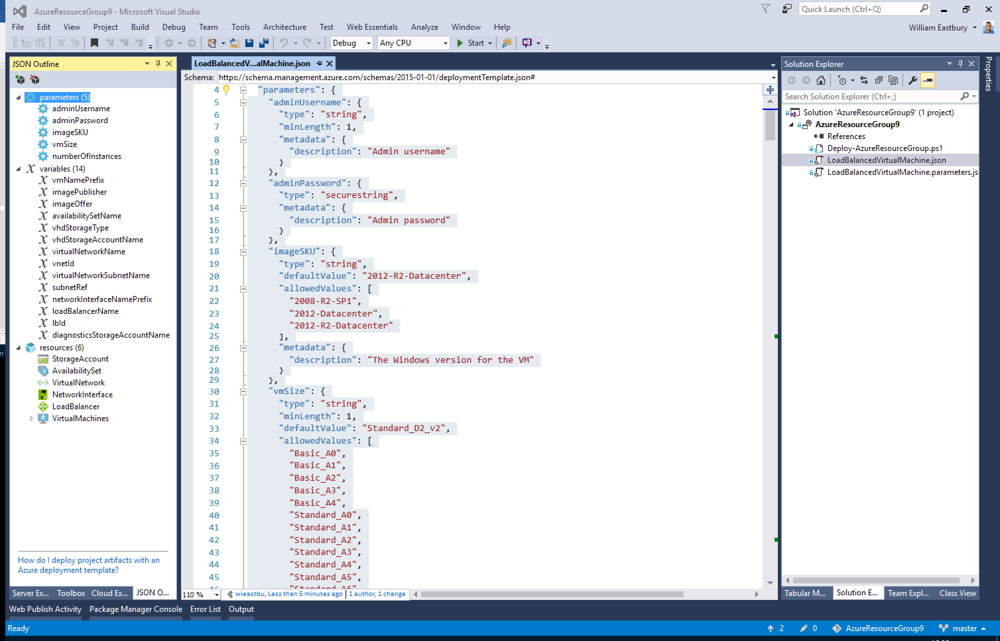 AzureResourceGroup9 - Microsoft Visual Studio
Quick Launch (Ctrl+Q)
File Edit View Project Build Debug Team Tools Architecture Test Web Essentials Analyze Window Help
William Eastbury
Debug Any CPU Start
JSON Outline
parameters (5)
adminUsername
adminPassword
imageSKU
vmSize
numberOfInstances
variables (14)
vmNamePrefix
imagePublisher
imageOffer
availabilitySetName
vhdStorageType
vhdStorageAccountName
virtualNetworkName
vnetId
virtualNetworkSubnetName
subnetRef
networkInterfaceNamePrefix
loadBalancerName
lbId
diagnosticsStorageAccountName
resources (6)
StorageAccount
AvailabilitySet
VirtualNetwork
NetworkInterface
LoadBalancer
VirtualMachines
How do I deploy project artifacts with an
Azure deployment template?
Server Ex... Toolbox Cloud Ex... JSON O...
LoadBalancedV...alMachine.json
Schema: https://schema.management.azure.com/schemas/2015-01-01/deploymentTemplate.json#
4 "parameters": {
5 "adminUsername": {
6 "type": "string",
7 "minLength": 1,
8 "metadata": {
9 "description": "Admin username"
10 }
11 },
12 "adminPassword": {
13 "type": "securestring",
14 "metadata": {
15 "description": "Admin password"
16 }
17 },
18 "imageSKU": {
19 "type": "string",
20 "defaultValue": "2012-R2-Datacenter",
21 "allowedValues": [
22 "2008-R2-SP1",
23 "2012-Datacenter",
24 "2012-R2-Datacenter"
25 ],
26 "metadata": {
27 "description": "The Windows version for the VM"
28 }
29 },
30 "vmSize": {
31 "type": "string",
32 "minLength": 1,
33 "defaultValue": "Standard_D2_v2",
34 "allowedValues": [
35 "Basic_A0",
36 "Basic_A1",
37 "Basic_A2",
38 "Basic_A3",
39 "Basic_A4",
40 "Standard_A0",
41 "Standard_A1",
42 "Standard_A2",
43 "Standard_A3",
44 "Standard_A4",
45 "Standard_A5",
110 % wieastbu, Less than 5 minutes ago | 1 author, 1 change
Solution Explorer
Search Solution Explorer (Ctrl+;)
Solution 'AzureResourceGroup9' (1 project)
AzureResourceGroup9
References
Deploy-AzureResourceGroup.ps1
LoadBalancedVirtualMachine.json
LoadBalancedVirtualMachine.parameters.js
Tabular M... Solution E... Team Expl... Class View
Properties
Web Publish Activity Package Manager Console Error List Output
Ready
2 0 AzureResourceGroup9 master